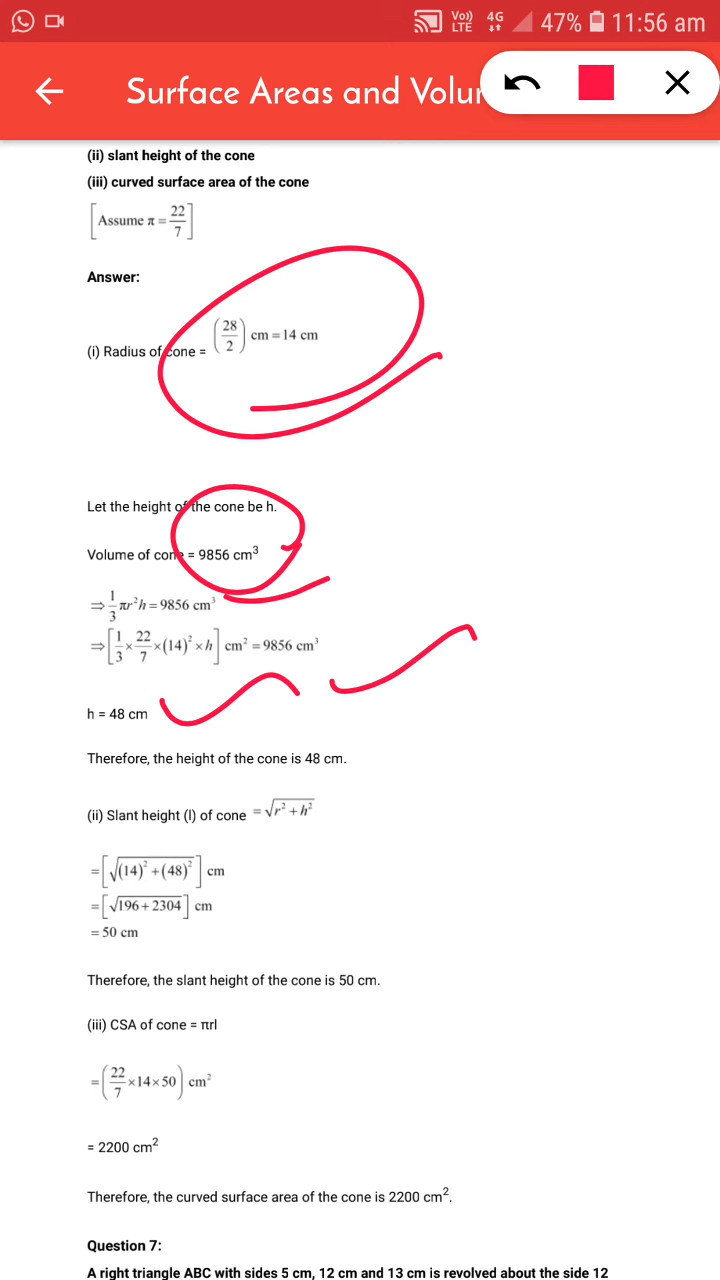 Vo)) LTE 4G 47% 11:56 am
Surface Areas and Volu
(ii) slant height of the cone
(iii) curved surface area of the cone
[Assume π = 22/7]
Answer:
(i) Radius of cone = (28/2) cm = 14 cm
Let the height of the cone be h.
Volume of cone = 9856 cm³
⇒ 1/3 πr²h = 9856 cm³
⇒ [1/3 × 22/7 × (14)² × h] cm² = 9856 cm³
h = 48 cm
Therefore, the height of the cone is 48 cm.
(ii) Slant height (l) of cone = √(r² + h²)
= [√((14)² + (48)²)] cm
= [√(196 + 2304)] cm
= 50 cm
Therefore, the slant height of the cone is 50 cm.
(iii) CSA of cone = πrl
= (22/7 × 14 × 50) cm²
= 2200 cm²
Therefore, the curved surface area of the cone is 2200 cm².
Question 7:
A right triangle ABC with sides 5 cm, 12 cm and 13 cm is revolved about the side 12